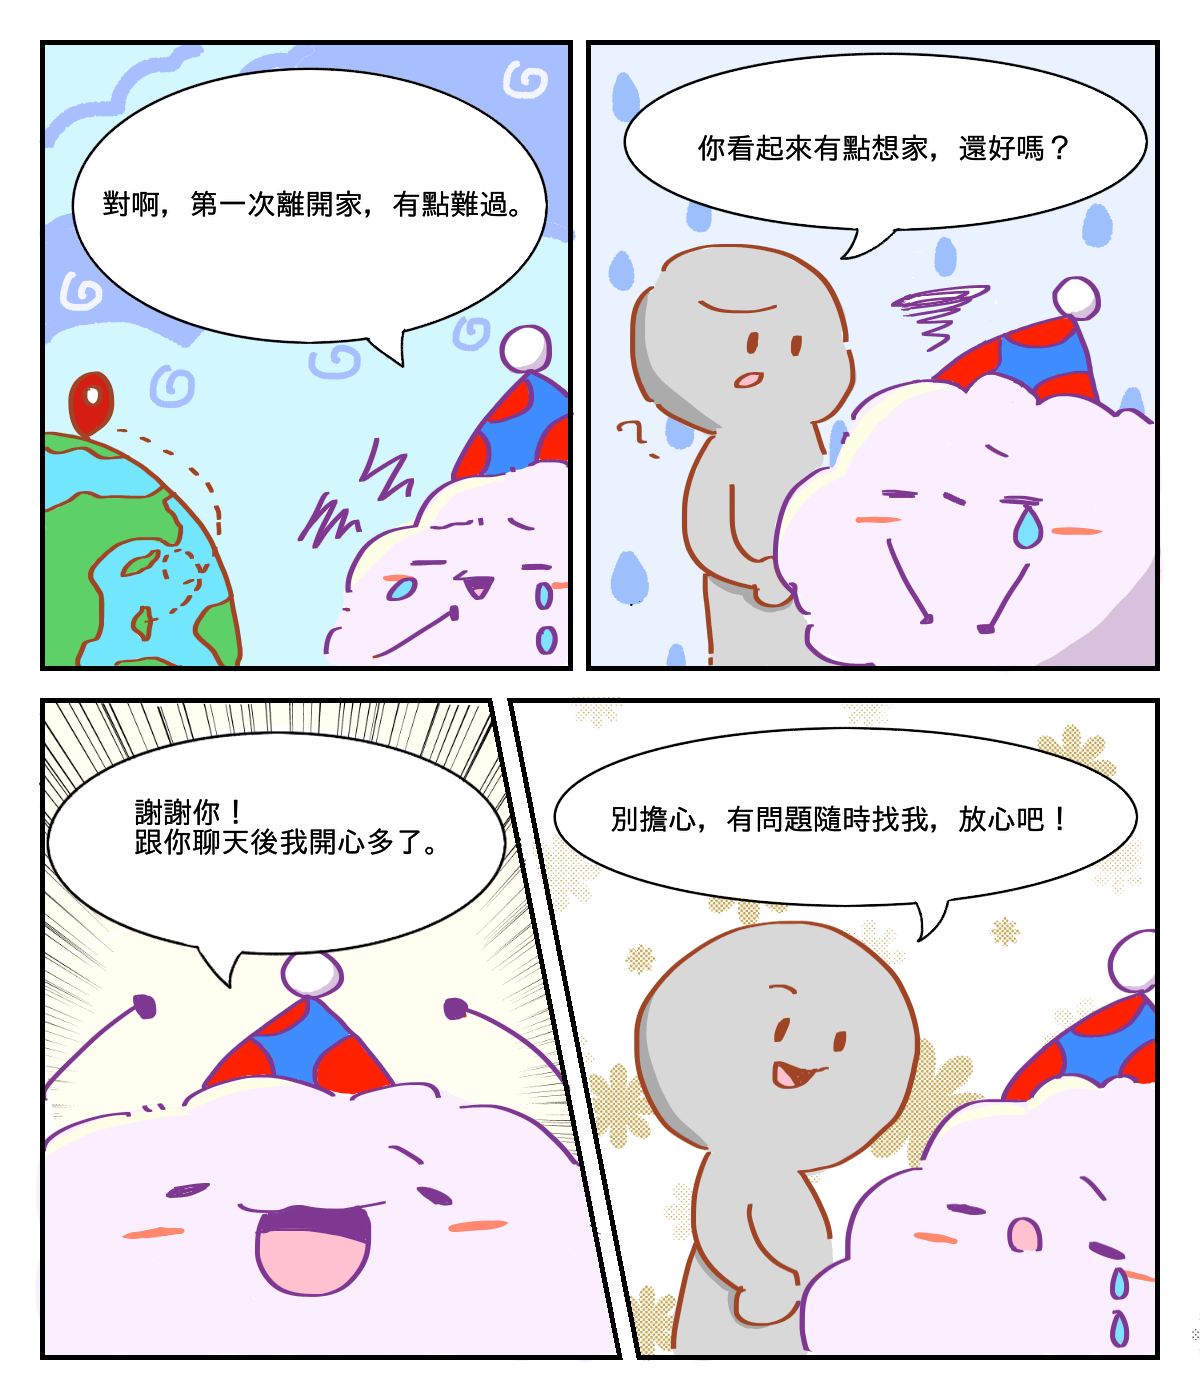 你看起來有點想家，還好嗎？
對啊，第一次離開家，有點難過。
別擔心，有問題隨時找我，放心吧！
謝謝你！
跟你聊天後我開心多了。